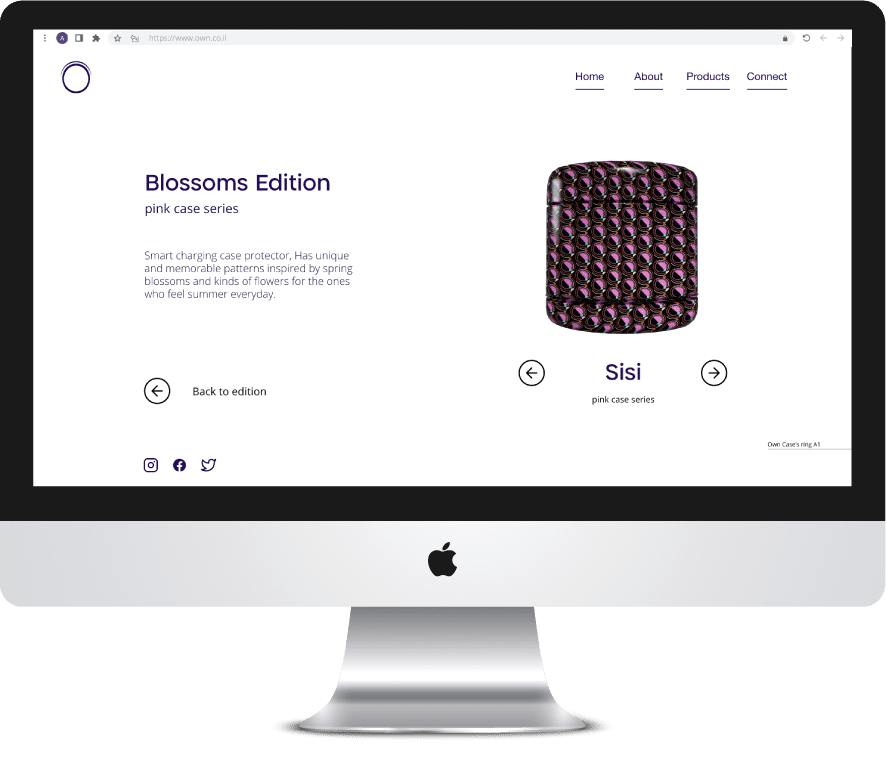 A
https://www.own.co.il
Home About Products Connect
Blossoms Edition
pink case series
Smart charging case protector, Has unique
and memorable patterns inspired by spring
blossoms and kinds of flowers for the ones
who feel summer everyday.
Back to edition
Sisi
pink case series
Own Case's ring A1